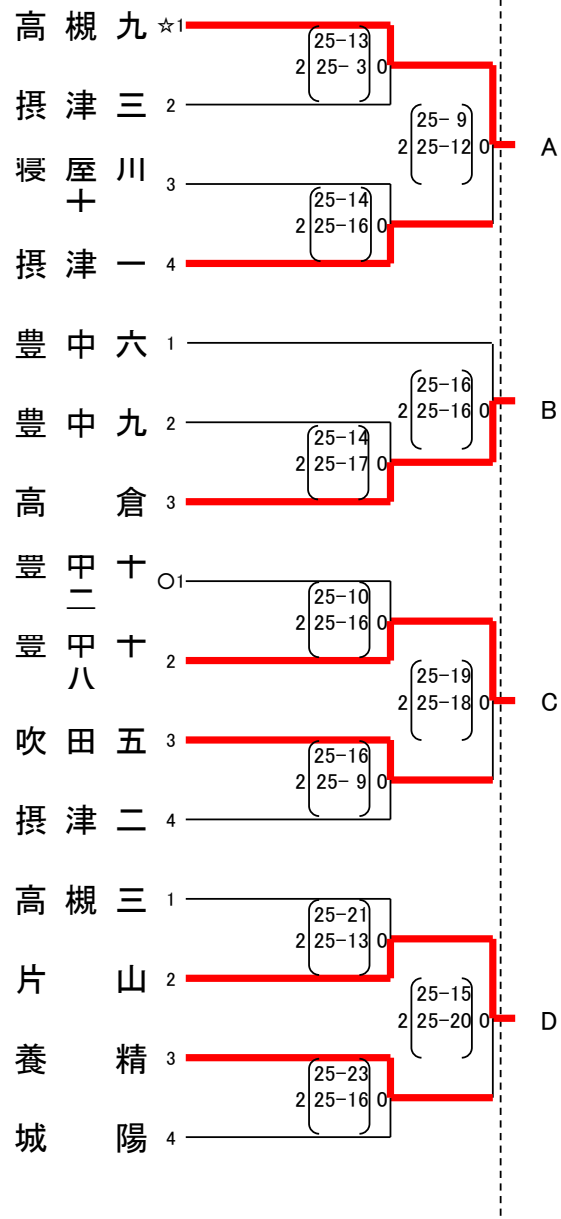 高槻九 ☆1
25-13
2 25- 3 0
摂津三 2
25- 9
2 25-12 0 A
寝屋川十 3
25-14
2 25-16 0
摂津一 4
豊中六 1
25-16
2 25-16 0 B
豊中九 2
25-14
2 25-17 0
高倉 3
豊中十二 ○1
25-10
2 25-16 0
豊中十八 2
25-19
2 25-18 0 C
吹田五 3
25-16
2 25- 9 0
摂津二 4
高槻三 1
25-21
2 25-13 0
片山 2
25-15
2 25-20 0 D
養精 3
25-23
2 25-16 0
城陽 4